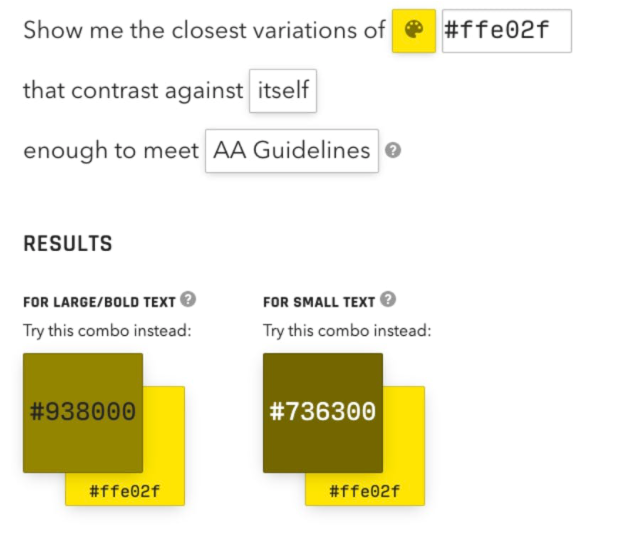 Show me the closest variations of #ffe02f
that contrast against itself
enough to meet AA Guidelines ?
RESULTS
FOR LARGE/BOLD TEXT ?
Try this combo instead:
#938000
#ffe02f
FOR SMALL TEXT ?
Try this combo instead:
#736300
#ffe02f